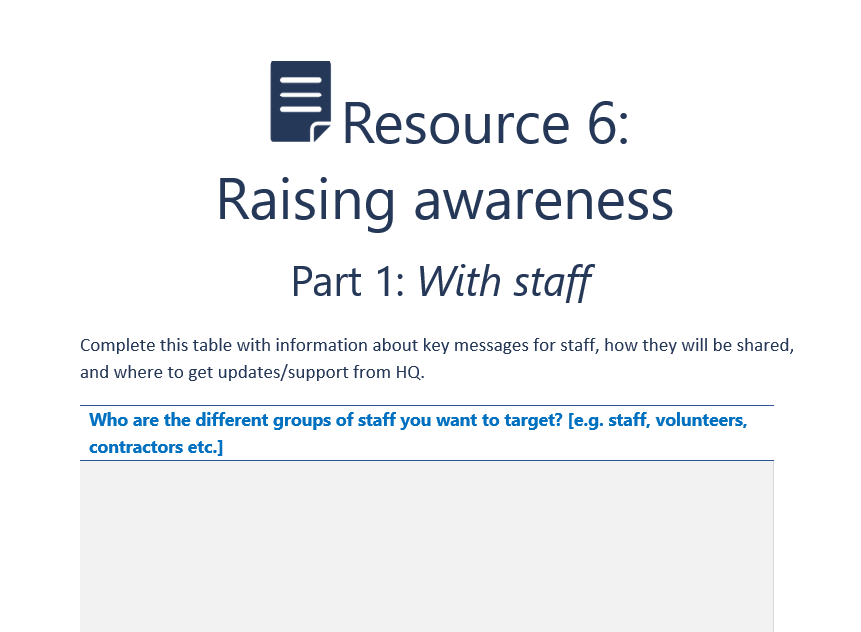 Resource 6:
Raising awareness
Part 1: With staff
Complete this table with information about key messages for staff, how they will be shared,
and where to get updates/support from HQ.
Who are the different groups of staff you want to target? [e.g. staff, volunteers,
contractors etc.]